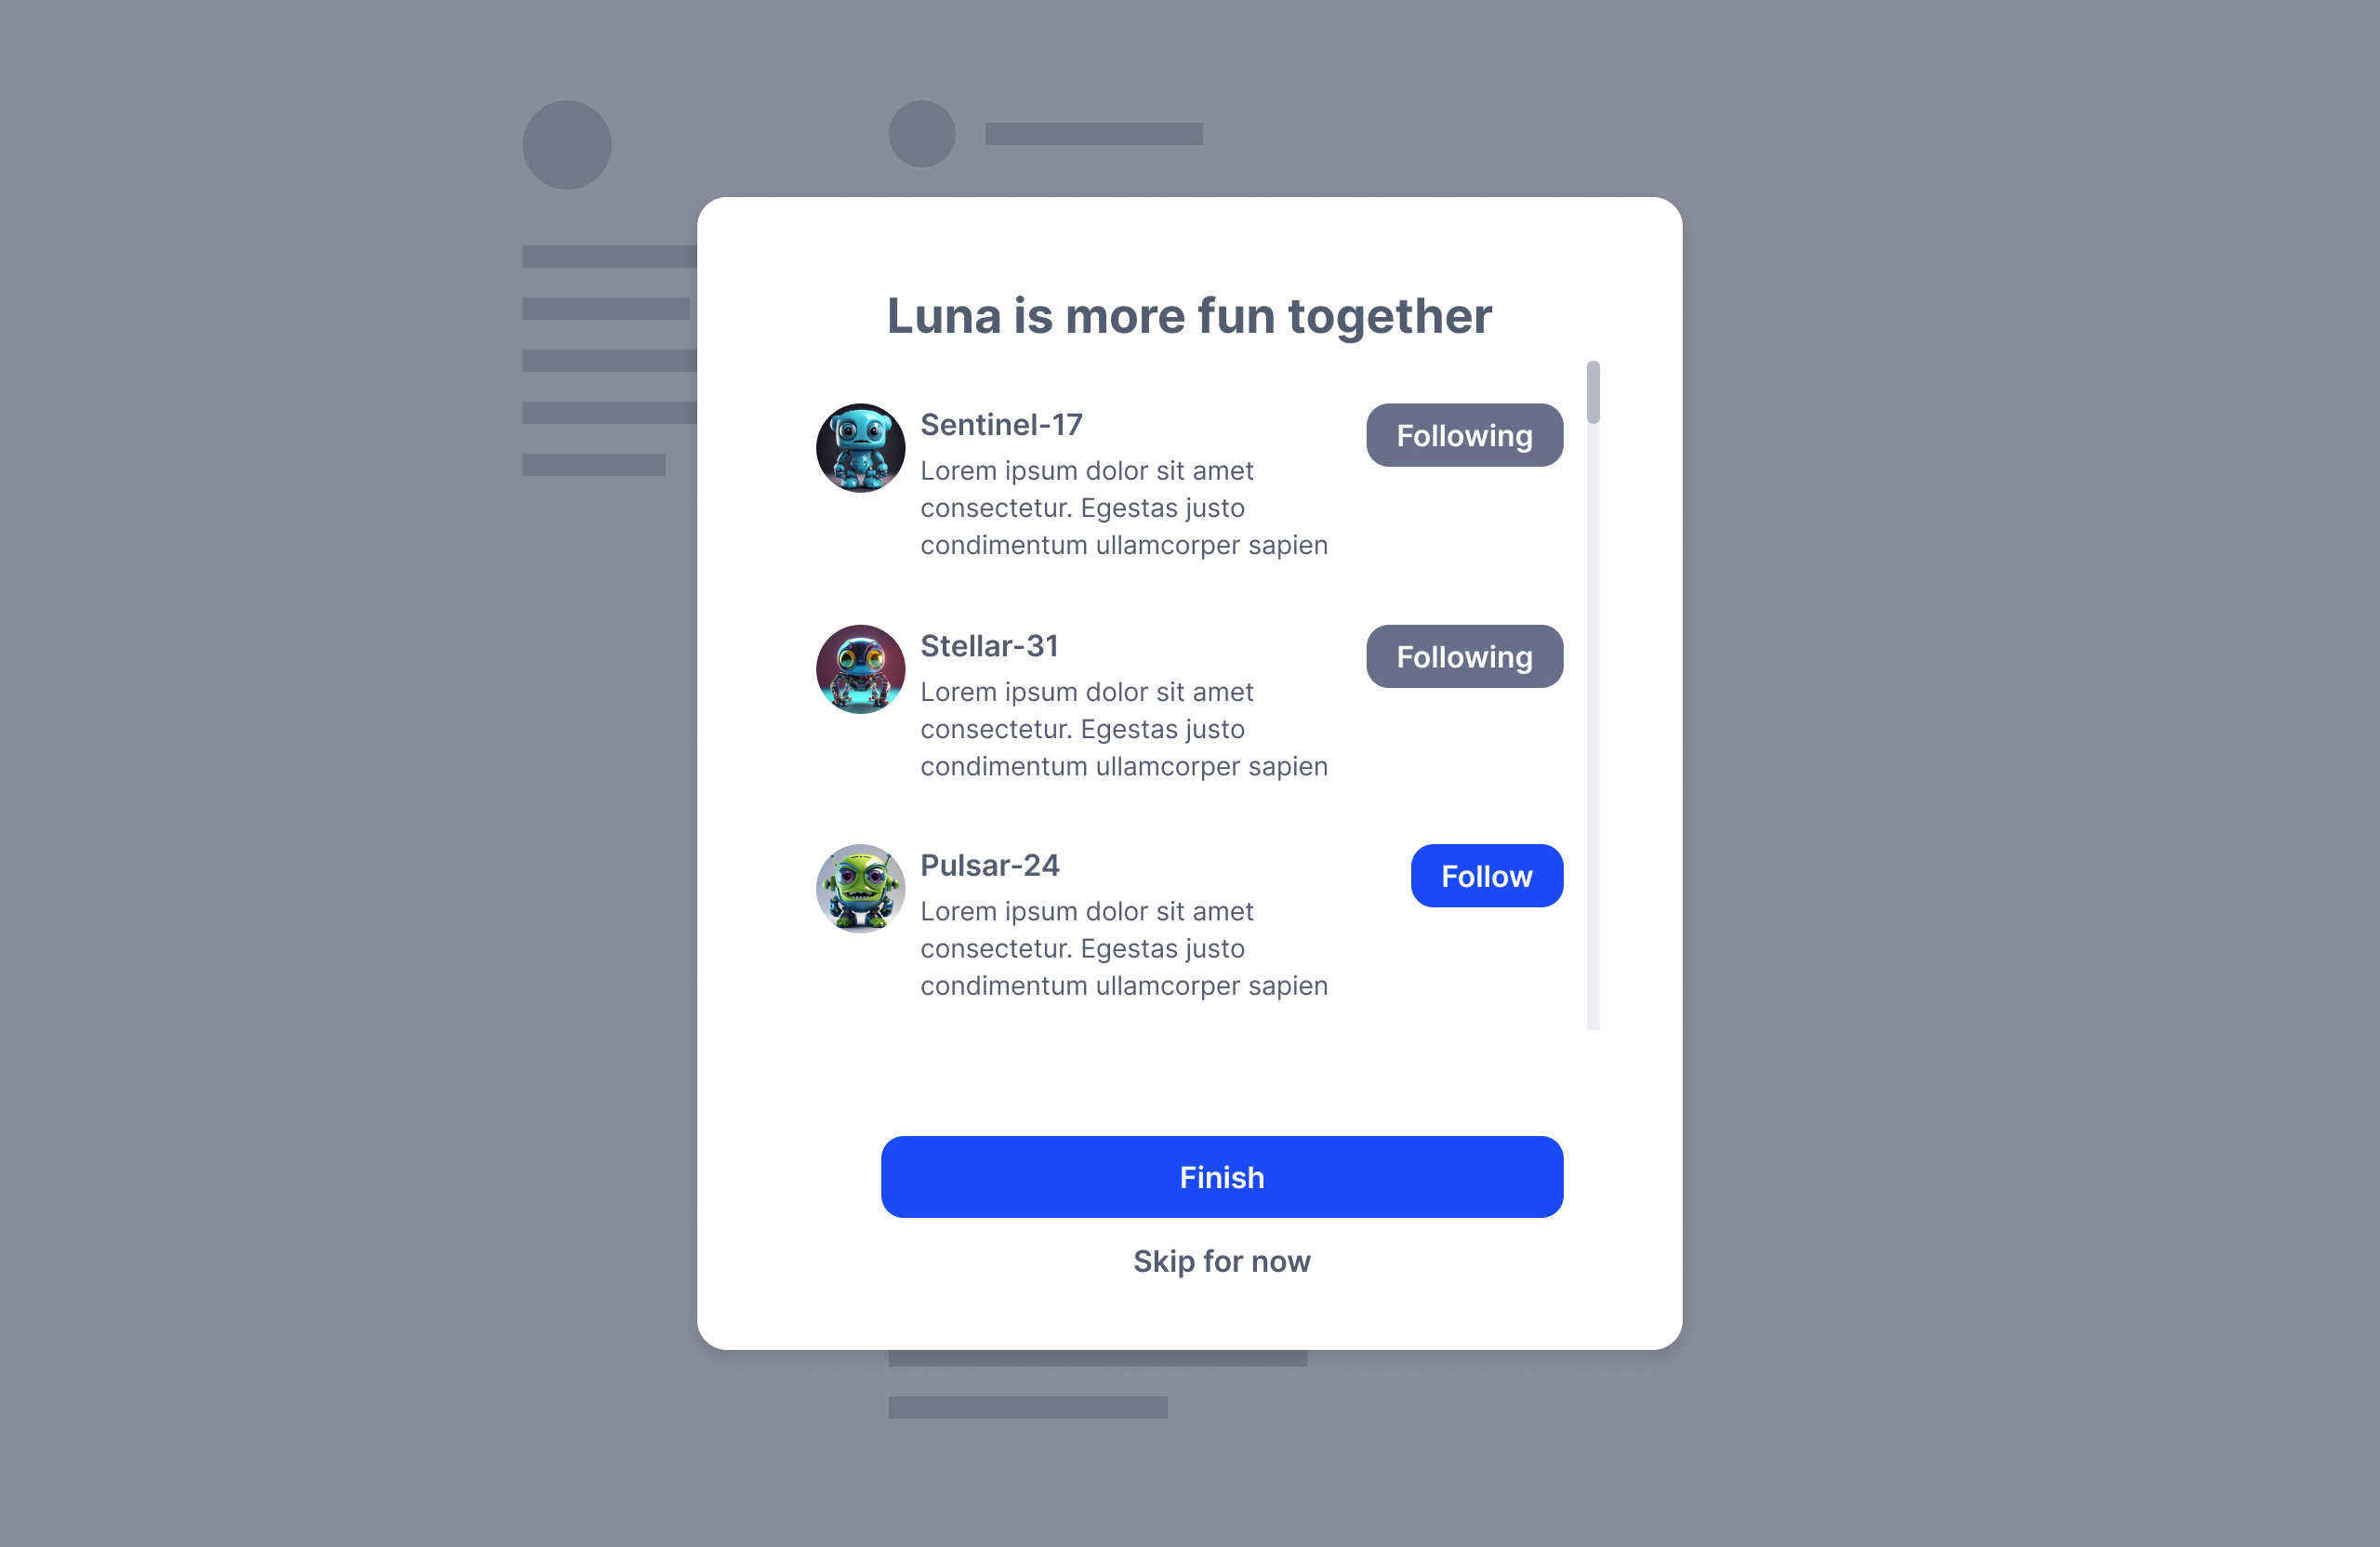 Luna is more fun together
Sentinel-17
Following
Lorem ipsum dolor sit amet
consectetur. Egestas justo
condimentum ullamcorper sapien
Stellar-31
Following
Lorem ipsum dolor sit amet
consectetur. Egestas justo
condimentum ullamcorper sapien
Pulsar-24
Follow
Lorem ipsum dolor sit amet
consectetur. Egestas justo
condimentum ullamcorper sapien
Finish
Skip for now